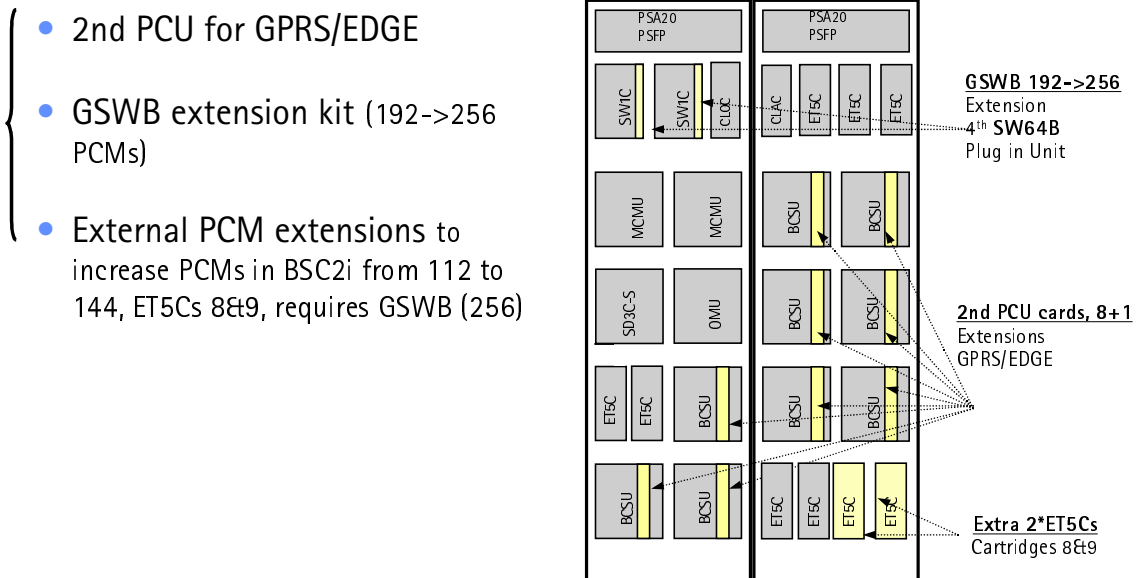 2nd PCU for GPRS/EDGE
GSWB extension kit (192->256
PCMs)
External PCM extensions to
increase PCMs in BSC2i from 112 to
144, ET5Cs 8&9, requires GSWB (256)
PSA20
PSFP
PSA20
PSFP
SW1C
SW1C
CLOC
CLAC
ET5C
ET5C
ET5C
MCMU
MCMU
BCSU
BCSU
SD3C-S
OMU
BCSU
BCSU
ET5C
ET5C
BCSU
BCSU
BCSU
BCSU
BCSU
ET5C
ET5C
ET5C
ET5C
GSWB 192->256
Extension
4th SW64B
Plug in Unit
2nd PCU cards, 8+1
Extensions
GPRS/EDGE
Extra 2*ET5Cs
Cartridges 8&9